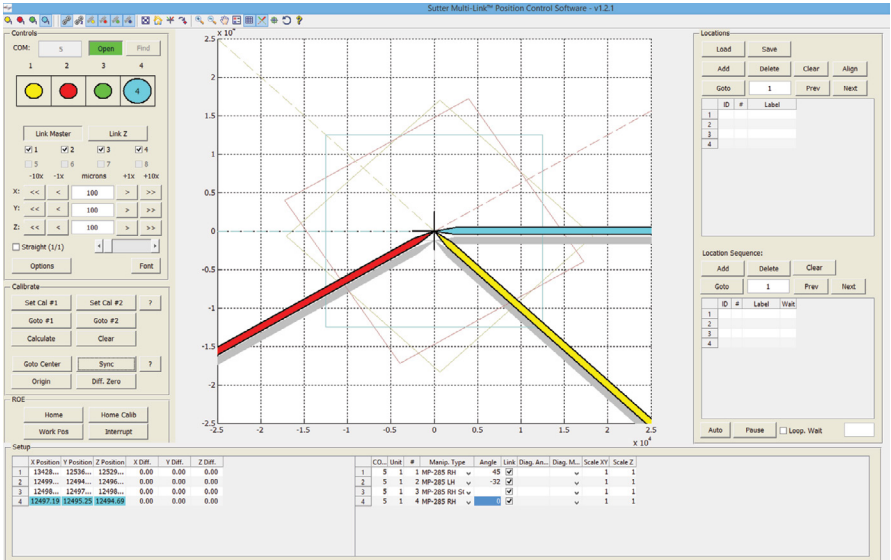 Sutter Multi-Link™ Position Control Software - v1.2.1
Controls
COM: 5 Open Find
1 2 3 4
4
Link Master Link Z
1 2 3 4
5 6 7 8
-10x -1x microns +1x +10x
X: << < 100 > >>
Y: << < 100 > >>
Z: << < 100 > >>
Straight (1/1)
Options Font
Calibrate
Set Cal #1 Set Cal #2 ?
Goto #1 Goto #2
Calculate Clear
Goto Center Sync ?
Origin Diff. Zero
ROE
Home Home Calib
Work Pos Interrupt
x 10⁴
2.5
2
1.5
1
0.5
0
-0.5
-1
-1.5
-2
-2.5
-2.5 -2 -1.5 -1 -0.5 0 0.5 1 1.5 2 2.5
x 10⁴
Locations
Load Save
Add Delete Clear Align
Goto 1 Prev Next
ID # Label
1
2
3
4
Location Sequence:
Add Delete Clear
Goto 1 Prev Next
ID # Label Wait
1
2
3
4
Auto Pause Loop. Wait
Setup
X Position Y Position Z Position X Diff. Y Diff. Z Diff.
1 13428... 12536... 12529... 0.00 0.00 0.00
2 12499... 12494... 12496... 0.00 0.00 0.00
3 12498... 12497... 12498... 0.00 0.00 0.00
4 12497.19 12495.25 12494.69 0.00 0.00 0.00
CO... Unit # Manip. Type Angle Link Diag. An... Diag. M... Scale XY Scale Z
1 5 1 1 MP-285 RH 45 1 1
2 5 1 2 MP-285 LH -32 1 1
3 5 1 3 MP-285 RH St 1 1
4 5 1 4 MP-285 RH 0 1 1